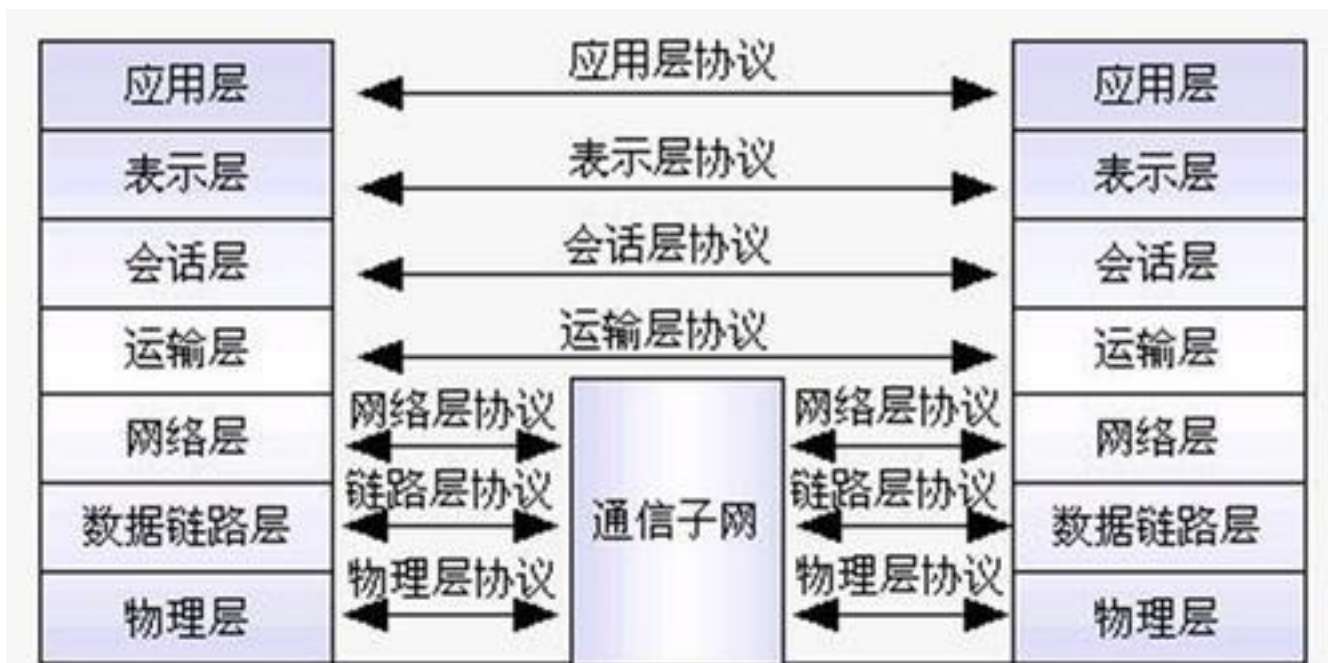 应用层
应用层协议
应用层
表示层
表示层协议
表示层
会话层
会话层协议
会话层
运输层
运输层协议
运输层
网络层
网络层协议
网络层协议
网络层
数据链路层
链路层协议
通信子网
链路层协议
数据链路层
物理层
物理层协议
物理层协议
物理层